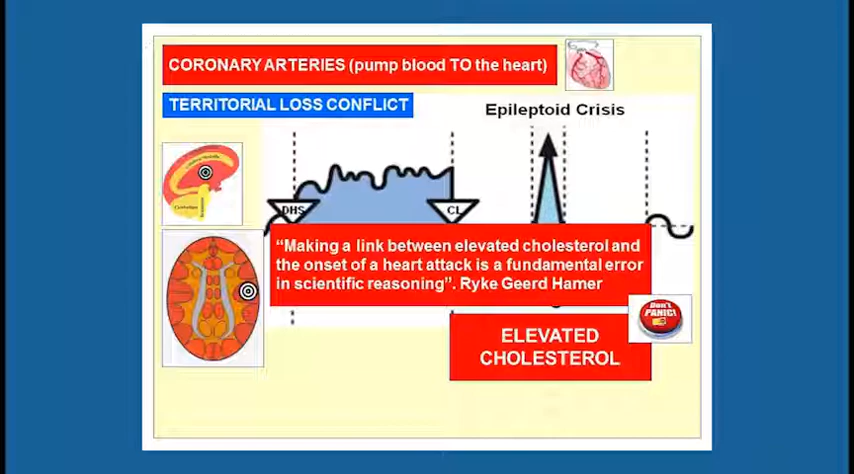 CORONARY ARTERIES (pump blood TO the heart)
TERRITORIAL LOSS CONFLICT
Epileptoid Crisis
DHS
CL
"Making a link between elevated cholesterol and
the onset of a heart attack is a fundamental error
in scientific reasoning". Ryke Geerd Hamer
Don't
PANIC!
ELEVATED
CHOLESTEROL